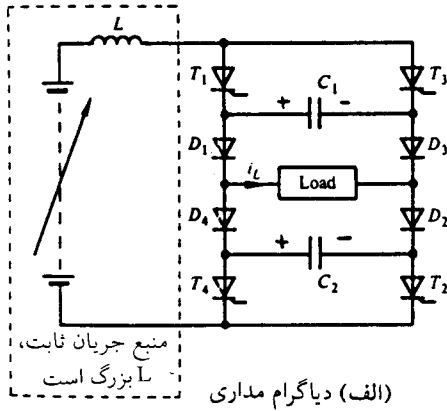 L
T₁
T₃
+ C₁ -
D₁
D₃
i_L
Load
D₄
D₂
+ C₂ -
T₄
T₂
منبع جریان ثابت،
L بزرگ است
(الف) دیاگرام مداری